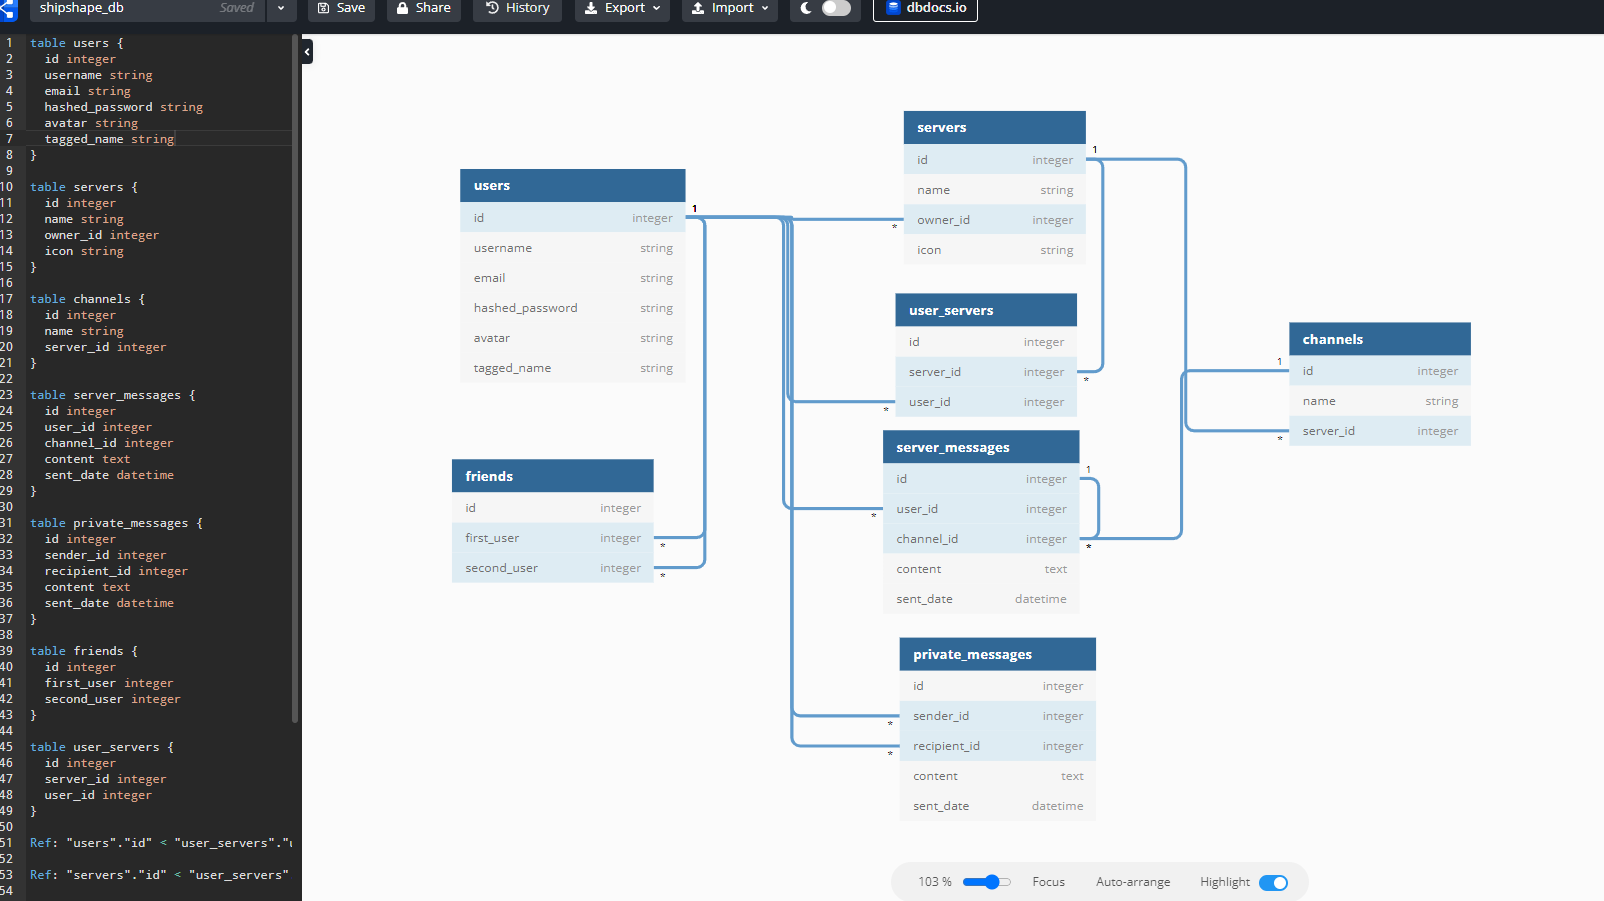 shipshape_db Saved Save Share History Export Import dbdocs.io
1 table users {
2 id integer
3 username string
4 email string
5 hashed_password string
6 avatar string
7 tagged_name string
8 }
9
10 table servers {
11 id integer
12 name string
13 owner_id integer
14 icon string
15 }
16
17 table channels {
18 id integer
19 name string
20 server_id integer
21 }
22
23 table server_messages {
24 id integer
25 user_id integer
26 channel_id integer
27 content text
28 sent_date datetime
29 }
30
31 table private_messages {
32 id integer
33 sender_id integer
34 recipient_id integer
35 content text
36 sent_date datetime
37 }
38
39 table friends {
40 id integer
41 first_user integer
42 second_user integer
43 }
44
45 table user_servers {
46 id integer
47 server_id integer
48 user_id integer
49 }
50
51 Ref: "users"."id" < "user_servers"."u
52
53 Ref: "servers"."id" < "user_servers"
54
users
id integer
username string
email string
hashed_password string
avatar string
tagged_name string
1
friends
id integer
first_user integer
*
second_user integer
*
servers
1
id integer
name string
owner_id integer
*
icon string
user_servers
id integer
server_id integer
*
user_id integer
*
server_messages
1
id integer
user_id integer
*
channel_id integer
*
content text
sent_date datetime
private_messages
id integer
sender_id integer
*
recipient_id integer
*
content text
sent_date datetime
channels
1
id integer
name string
server_id integer
*
103 % Focus Auto-arrange Highlight